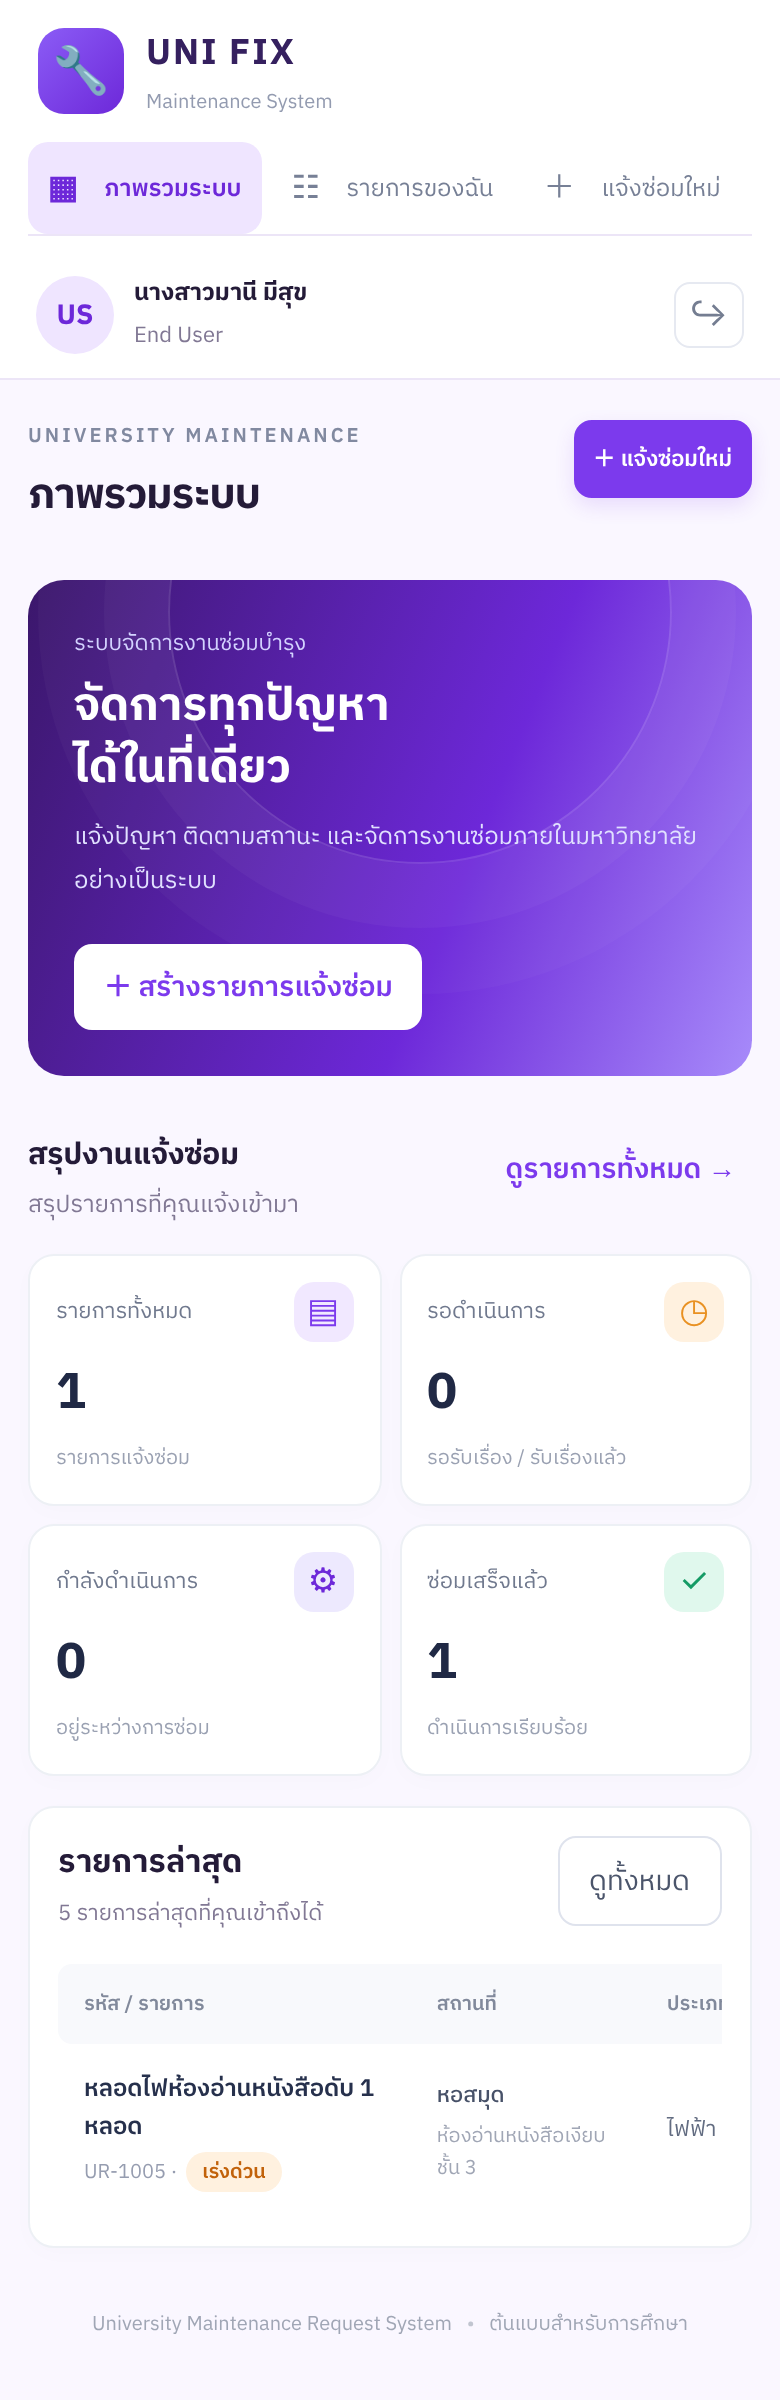 UNI FIX
Maintenance System
ภาพรวมระบบ
รายการของฉัน
แจ้งซ่อมใหม่
US
นางสาวมานี มีสุข
End User
UNIVERSITY MAINTENANCE
ภาพรวมระบบ
+ แจ้งซ่อมใหม่
ระบบจัดการงานซ่อมบำรุง
จัดการทุกปัญหา
ได้ในที่เดียว
แจ้งปัญหา ติดตามสถานะ และจัดการงานซ่อมภายในมหาวิทยาลัย
อย่างเป็นระบบ
+ สร้างรายการแจ้งซ่อม
สรุปงานแจ้งซ่อม
สรุปรายการที่คุณแจ้งเข้ามา
ดูรายการทั้งหมด →
รายการทั้งหมด
1
รายการแจ้งซ่อม
รอดำเนินการ
0
รอรับเรื่อง / รับเรื่องแล้ว
กำลังดำเนินการ
0
อยู่ระหว่างการซ่อม
ซ่อมเสร็จแล้ว
1
ดำเนินการเรียบร้อย
รายการล่าสุด
5 รายการล่าสุดที่คุณเข้าถึงได้
ดูทั้งหมด
รหัส / รายการ
สถานที่
หลอดไฟห้องอ่านหนังสือดับ 1
หลอด
UR-1005 · เร่งด่วน
หอสมุด
ห้องอ่านหนังสือเงียบ
ชั้น 3
ไฟฟ้า
University Maintenance Request System • ต้นแบบสำหรับการศึกษา